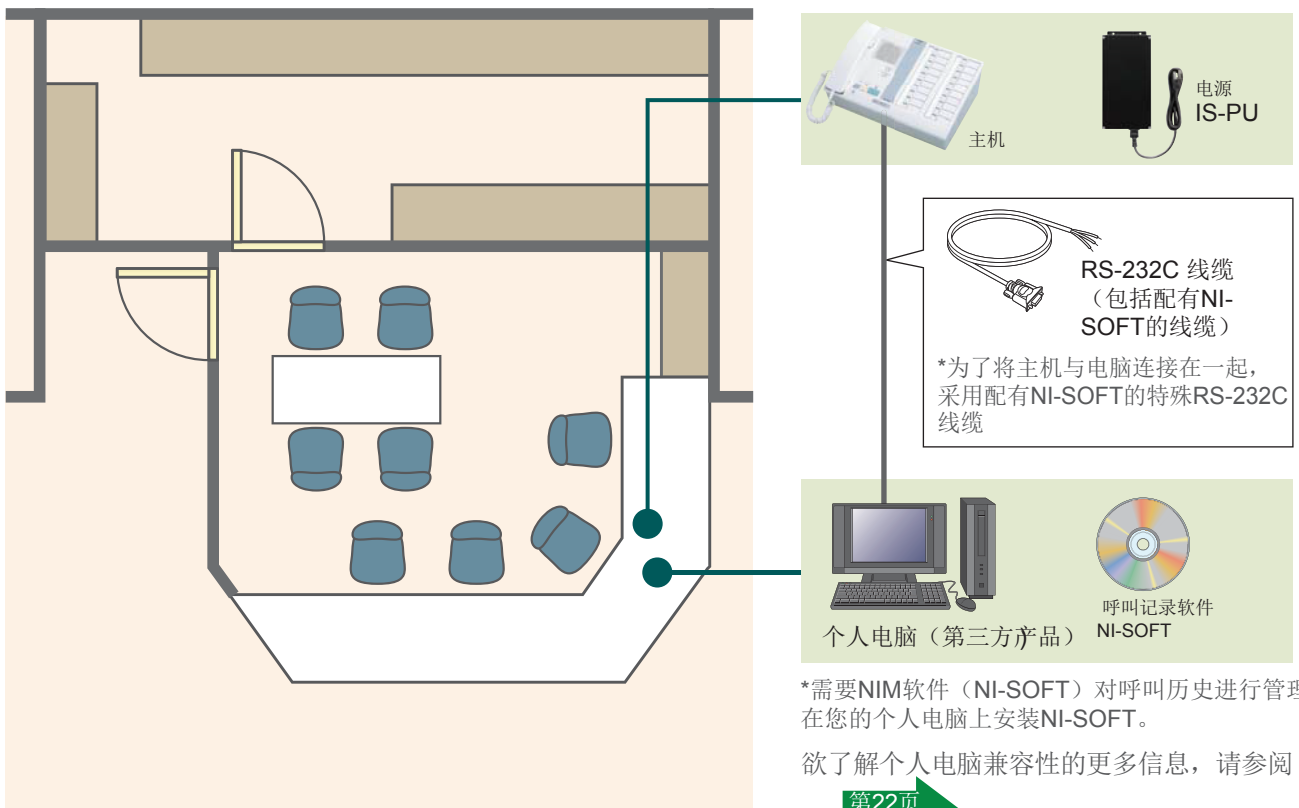 电源
IS-PU
主机
RS-232C 线缆
（包括配有NI-
SOFT的线缆）
*为了将主机与电脑连接在一起，
采用配有NI-SOFT的特殊RS-232C
线缆
呼叫记录软件
NI-SOFT
个人电脑（第三方产品）
*需要NIM软件（NI-SOFT）对呼叫历史进行管理
在您的个人电脑上安装NI-SOFT。
欲了解个人电脑兼容性的更多信息，请参阅
第22页